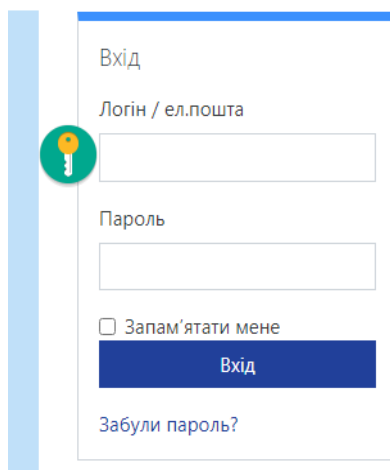 Вхід
Логін / ел.пошта
Пароль
Запам’ятати мене
Вхід
Забули пароль?